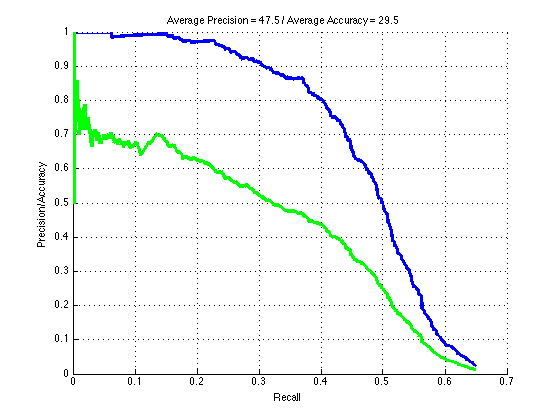 Average Precision = 47.5 / Average Accuracy = 29.5
1
0.9
0.8
0.7
0.6
0.5
0.4
0.3
0.2
0.1
0
Precision/Accuracy
0 0.1 0.2 0.3 0.4 0.5 0.6 0.7
Recall